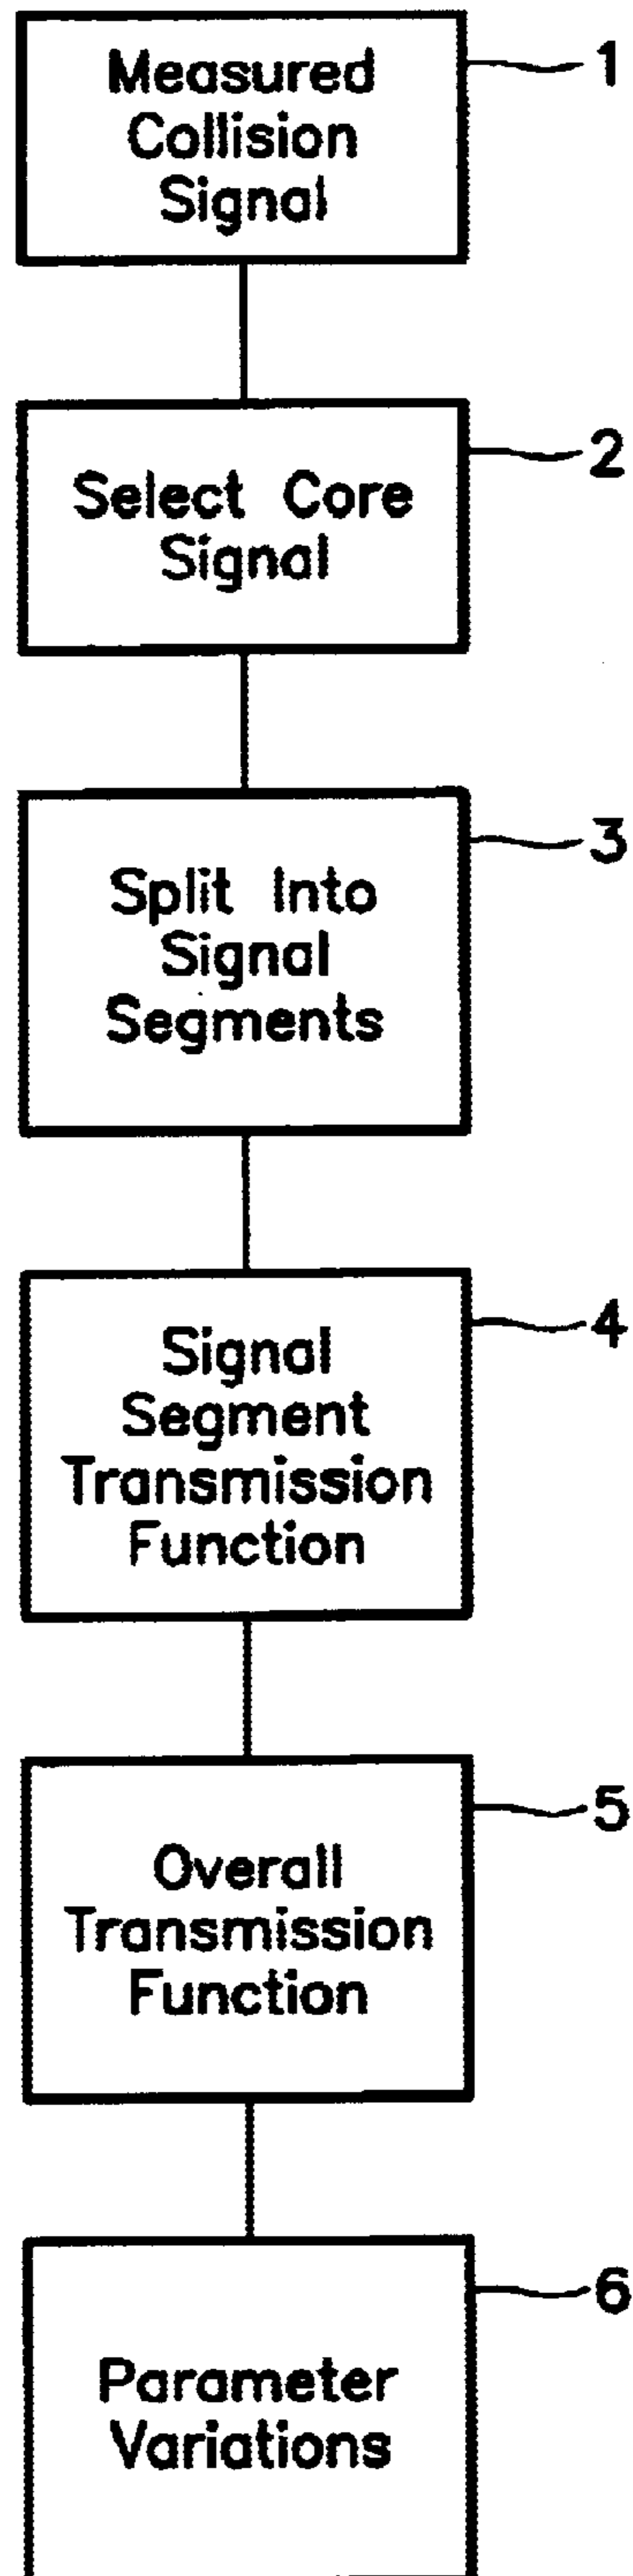 Measured
Collision
Signal
1
Select Core
Signal
2
Split Into
Signal
Segments
3
Signal
Segment
Transmission
Function
4
Overall
Transmission
Function
5
Parameter
Variations
6